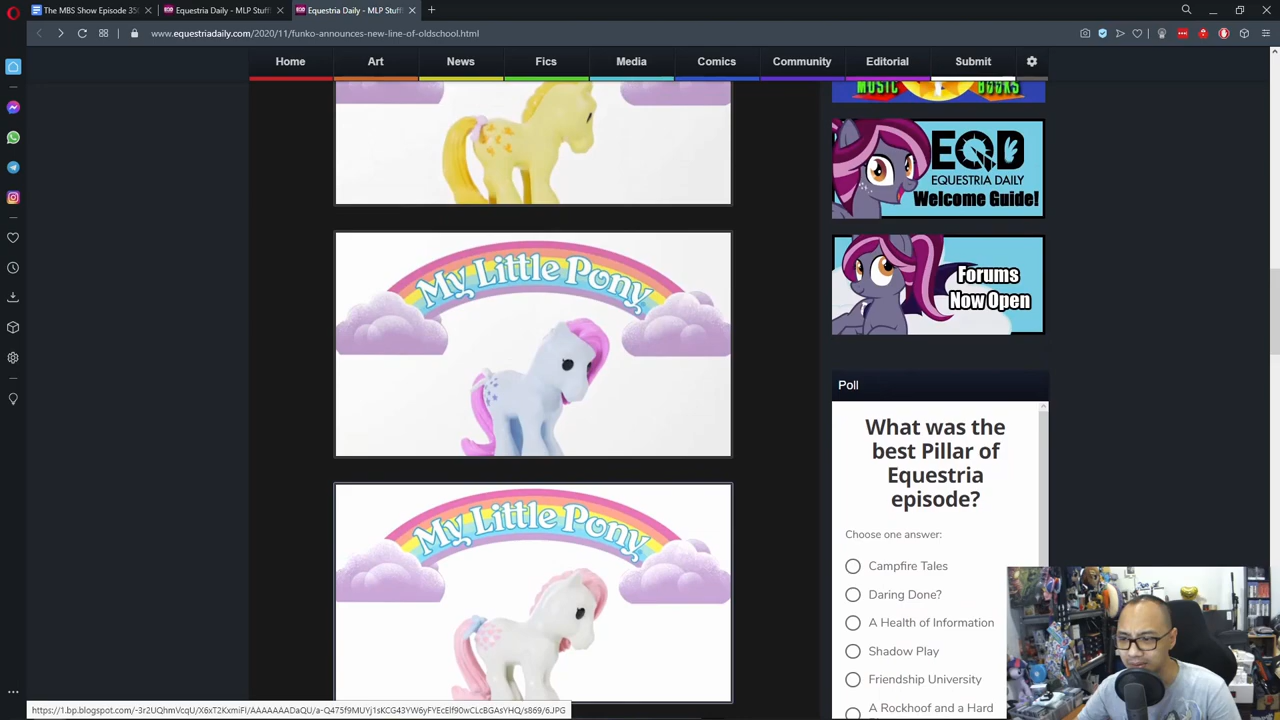 The MBS Show Episode 350
Equestria Daily - MLP Stuff!
Equestria Daily - MLP Stuff!
www.equestriadaily.com/2020/11/funko-announces-new-line-of-oldschool.html
Home Art News Fics Media Comics Community Editorial Submit
MUSIC BOOKS
EQD
EQUESTRIA DAILY
Welcome Guide!
My Little Pony
Forums
Now Open
Poll
What was the
best Pillar of
Equestria
episode?
Choose one answer:
My Little Pony
Campfire Tales
Daring Done?
A Health of Information
Shadow Play
Friendship University
A Rockhoof and a Hard